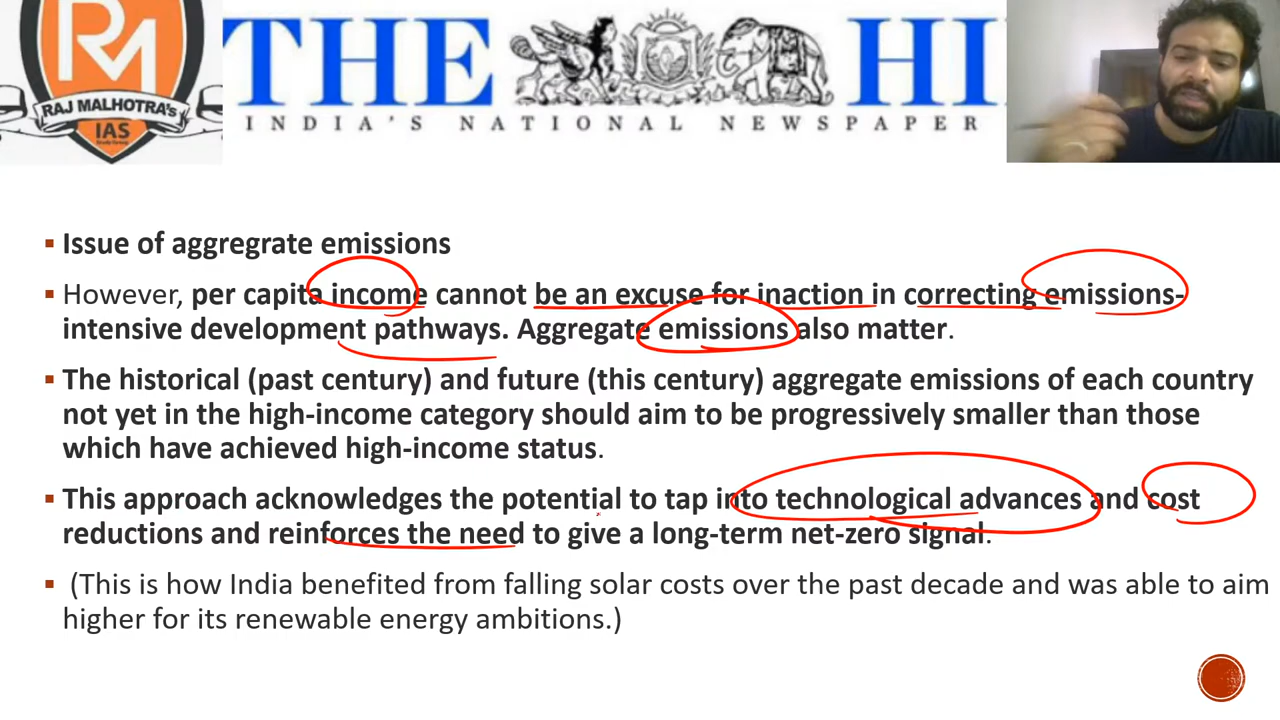 RM
RAJ MALHOTRA's
IAS
THE HI
INDIA'S NATIONAL NEWSPAPER
▪ Issue of aggregrate emissions
▪ However, per capita income cannot be an excuse for inaction in correcting emissions-
intensive development pathways. Aggregate emissions also matter.
▪ The historical (past century) and future (this century) aggregate emissions of each country
not yet in the high-income category should aim to be progressively smaller than those
which have achieved high-income status.
▪ This approach acknowledges the potential to tap into technological advances and cost
reductions and reinforces the need to give a long-term net-zero signal.
▪ (This is how India benefited from falling solar costs over the past decade and was able to aim
higher for its renewable energy ambitions.)